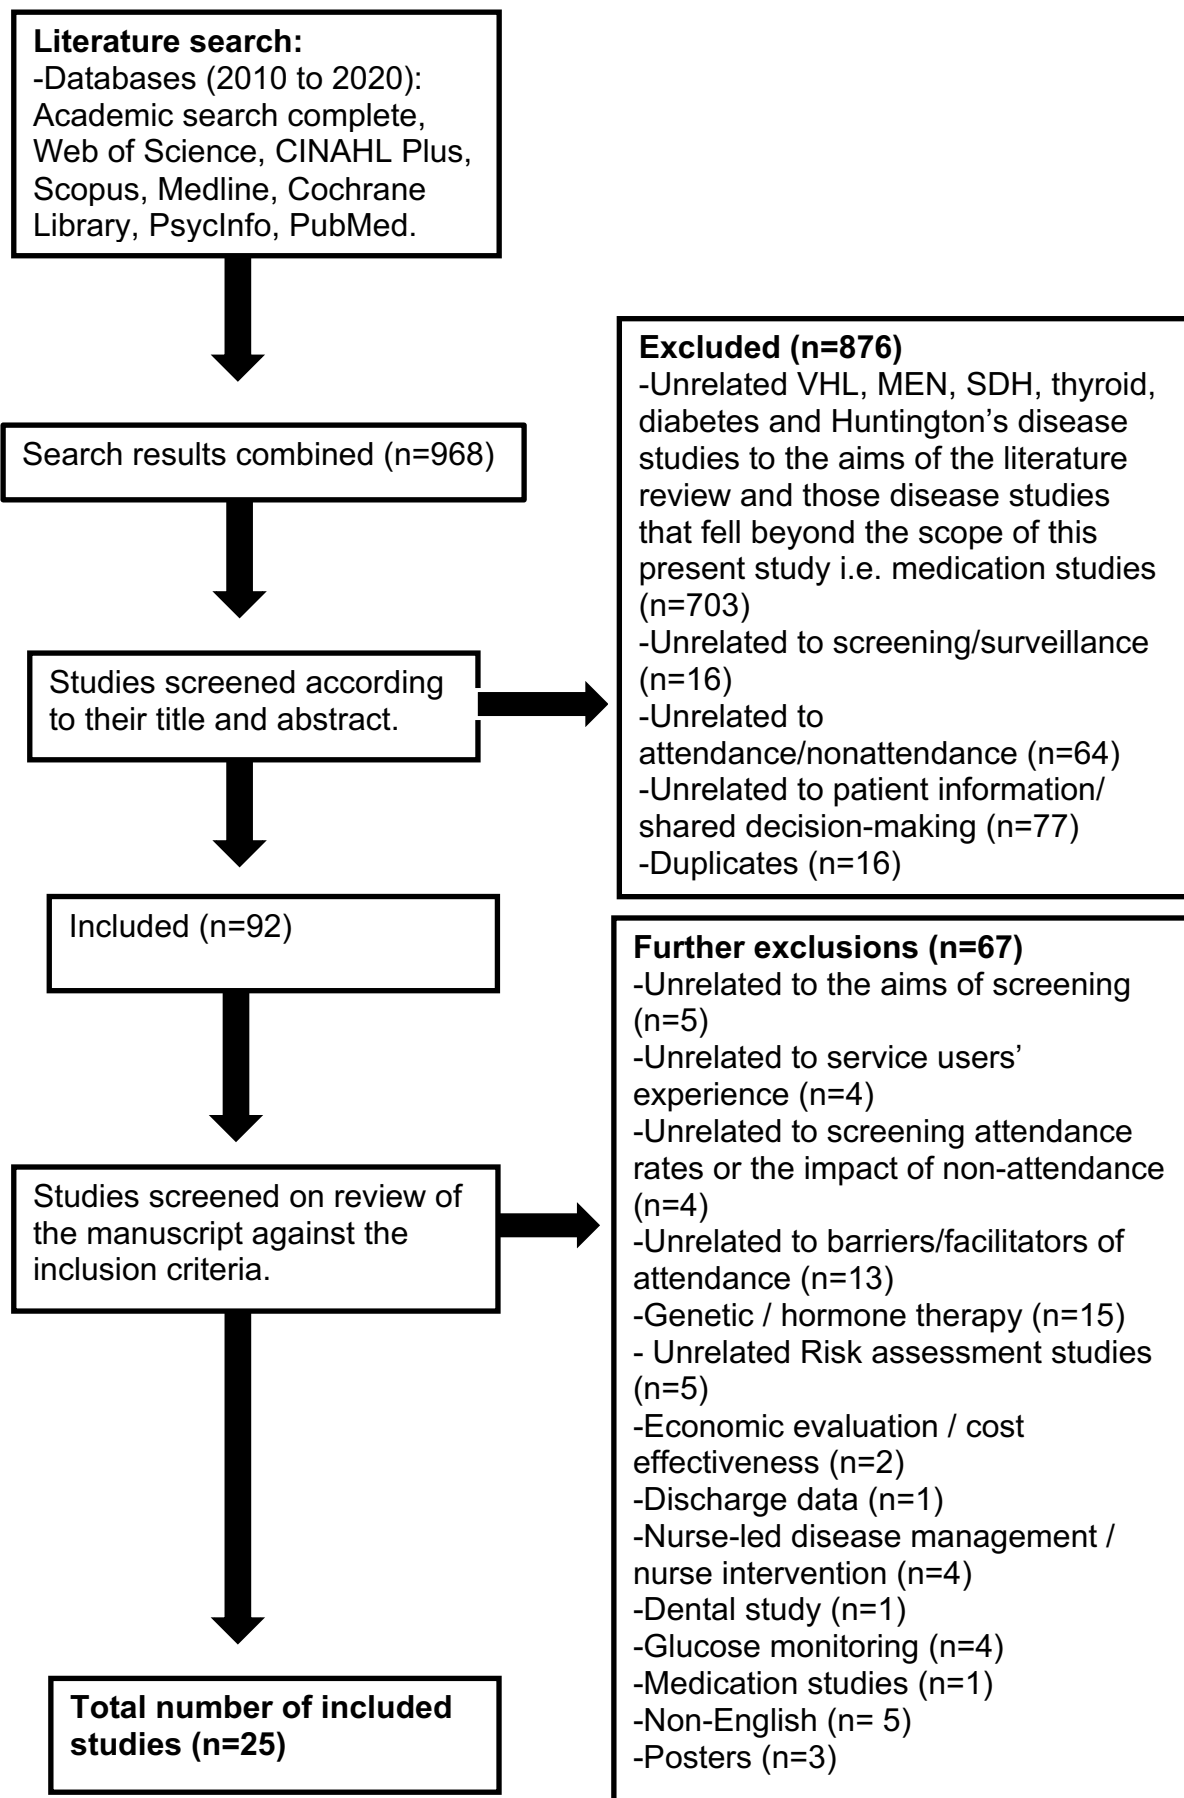 Literature search:
-Databases (2010 to 2020):
Academic search complete,
Web of Science, CINAHL Plus,
Scopus, Medline, Cochrane
Library, PsycInfo, PubMed.
Search results combined (n=968)
Studies screened according
to their title and abstract.
Excluded (n=876)
-Unrelated VHL, MEN, SDH, thyroid,
diabetes and Huntington’s disease
studies to the aims of the literature
review and those disease studies
that fell beyond the scope of this
present study i.e. medication studies
(n=703)
-Unrelated to screening/surveillance
(n=16)
-Unrelated to
attendance/nonattendance (n=64)
-Unrelated to patient information/
shared decision-making (n=77)
-Duplicates (n=16)
Included (n=92)
Studies screened on review of
the manuscript against the
inclusion criteria.
Further exclusions (n=67)
-Unrelated to the aims of screening
(n=5)
-Unrelated to service users’
experience (n=4)
-Unrelated to screening attendance
rates or the impact of non-attendance
(n=4)
-Unrelated to barriers/facilitators of
attendance (n=13)
-Genetic / hormone therapy (n=15)
- Unrelated Risk assessment studies
(n=5)
-Economic evaluation / cost
effectiveness (n=2)
-Discharge data (n=1)
-Nurse-led disease management /
nurse intervention (n=4)
-Dental study (n=1)
-Glucose monitoring (n=4)
-Medication studies (n=1)
-Non-English (n= 5)
-Posters (n=3)
Total number of included
studies (n=25)